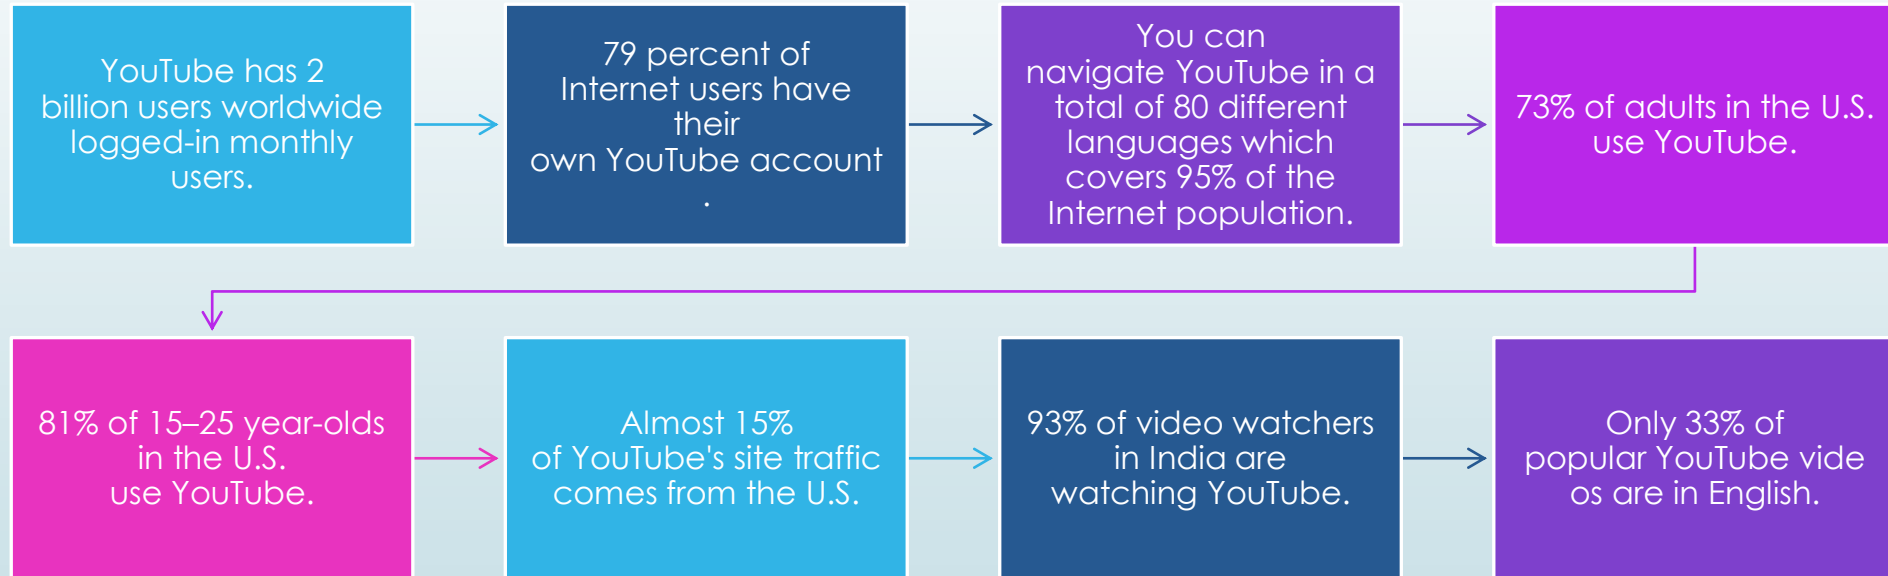 YouTube has 2
billion users worldwide
logged-in monthly
users.
79 percent of
Internet users have
their
own YouTube account
.
You can
navigate YouTube in a
total of 80 different
languages which
covers 95% of the
Internet population.
73% of adults in the U.S.
use YouTube.
81% of 15–25 year-olds
in the U.S.
use YouTube.
Almost 15%
of YouTube's site traffic
comes from the U.S.
93% of video watchers
in India are
watching YouTube.
Only 33% of
popular YouTube vide
os are in English.